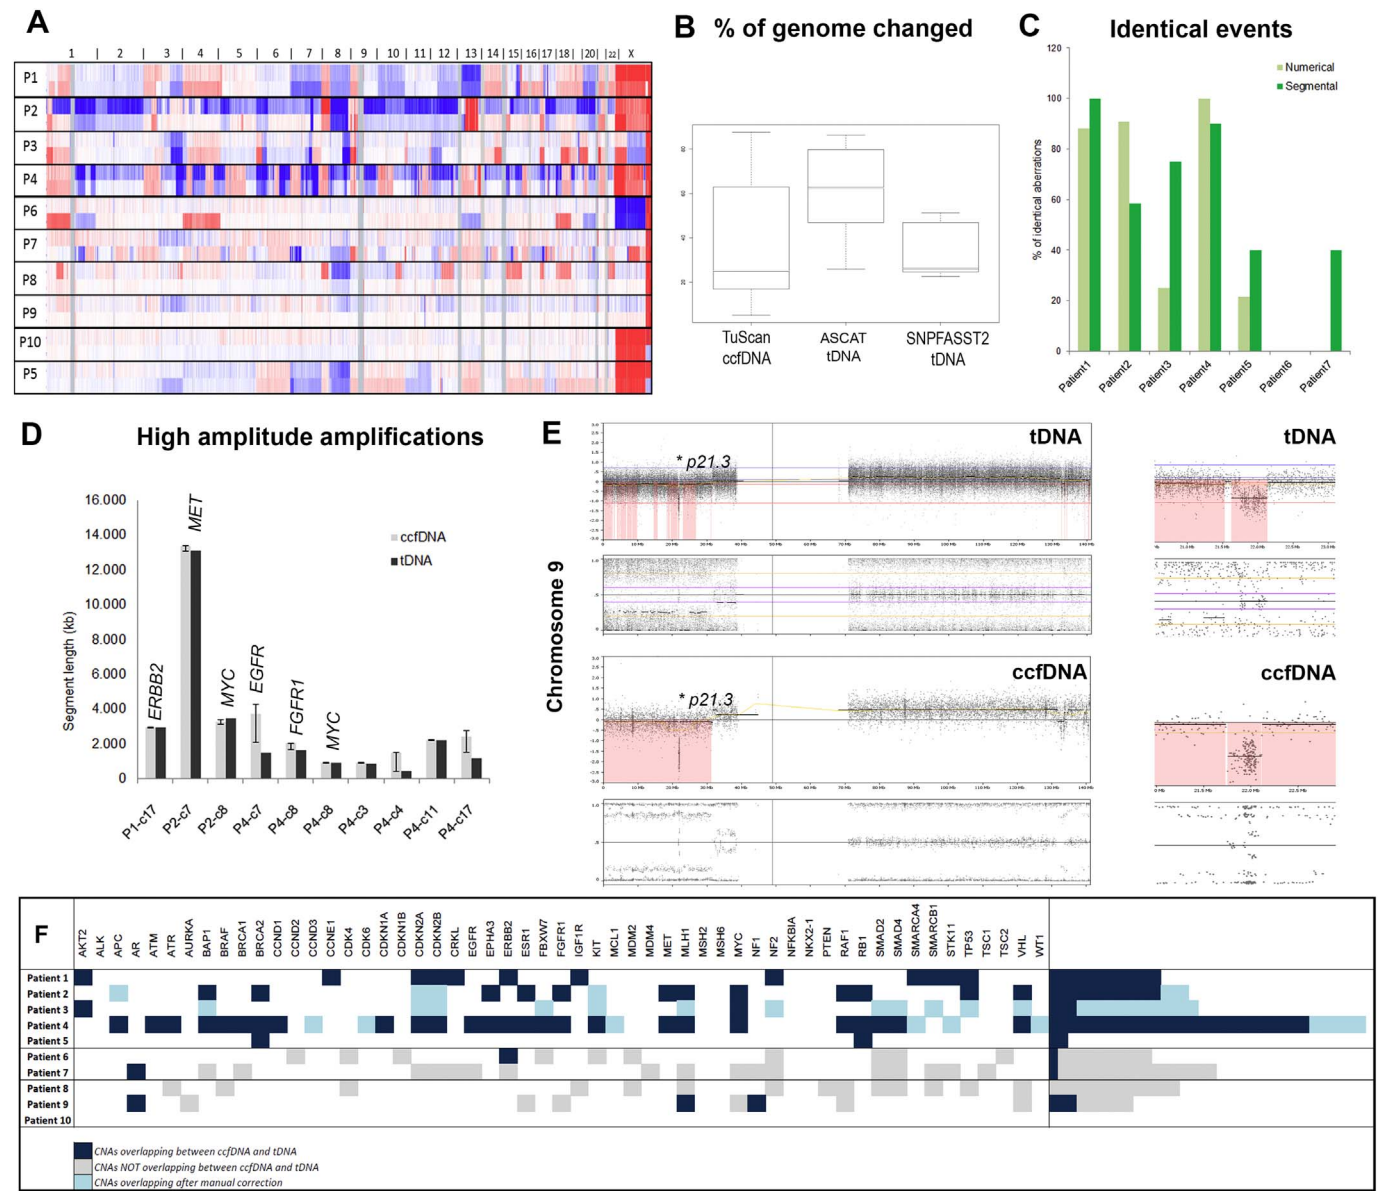 A
1 2 3 4 5 6 7 8 9 10 11 12 13 14 15 16 17 18 20 22 X
P1
P2
P3
P4
P6
P7
P8
P9
P10
P5
B % of genome changed
80
60
40
20
TuScan
ccfDNA
ASCAT
tDNA
SNPFASST2
tDNA
C Identical events
% of identical aberrations
120
100
80
60
40
20
0
Numerical
Segmental
Patient1
Patient2
Patient3
Patient4
Patient5
Patient6
Patient7
D High amplitude amplifications
Segment length (kb)
16.000
14.000
12.000
10.000
8.000
6.000
4.000
2.000
0
ccfDNA
tDNA
ERBB2
MET
MYC
EGFR
FGFR1
MYC
P1-c17
P2-c7
P2-c8
P4-c7
P4-c8
P4-c8
P4-c3
P4-c4
P4-c11
P4-c17
E
Chromosome 9
tDNA
* p21.3
tDNA
ccfDNA
* p21.3
ccfDNA
F
AKT2
ALK
APC
AR
ATM
ATR
AURKA
BAP1
BRAF
BRCA1
BRCA2
CCND1
CCND2
CCND3
CCNE1
CDK4
CDK6
CDKN1A
CDKN1B
CDKN2A
CDKN2B
CRKL
EGFR
EPHA3
ERBB2
ESR1
FBXW7
FGFR1
IGF1R
KIT
MCL1
MDM2
MDM4
MET
MLH1
MSH2
MSH6
MYC
NF1
NF2
NFKBIA
NKX2-1
PTEN
RAF1
RB1
SMAD2
SMAD4
SMARCA4
SMARCB1
STK11
TP53
TSC1
TSC2
VHL
WT1
Patient 1
Patient 2
Patient 3
Patient 4
Patient 5
Patient 6
Patient 7
Patient 8
Patient 9
Patient 10
CNAs overlapping between ccfDNA and tDNA
CNAs NOT overlapping between ccfDNA and tDNA
CNAs overlapping after manual correction